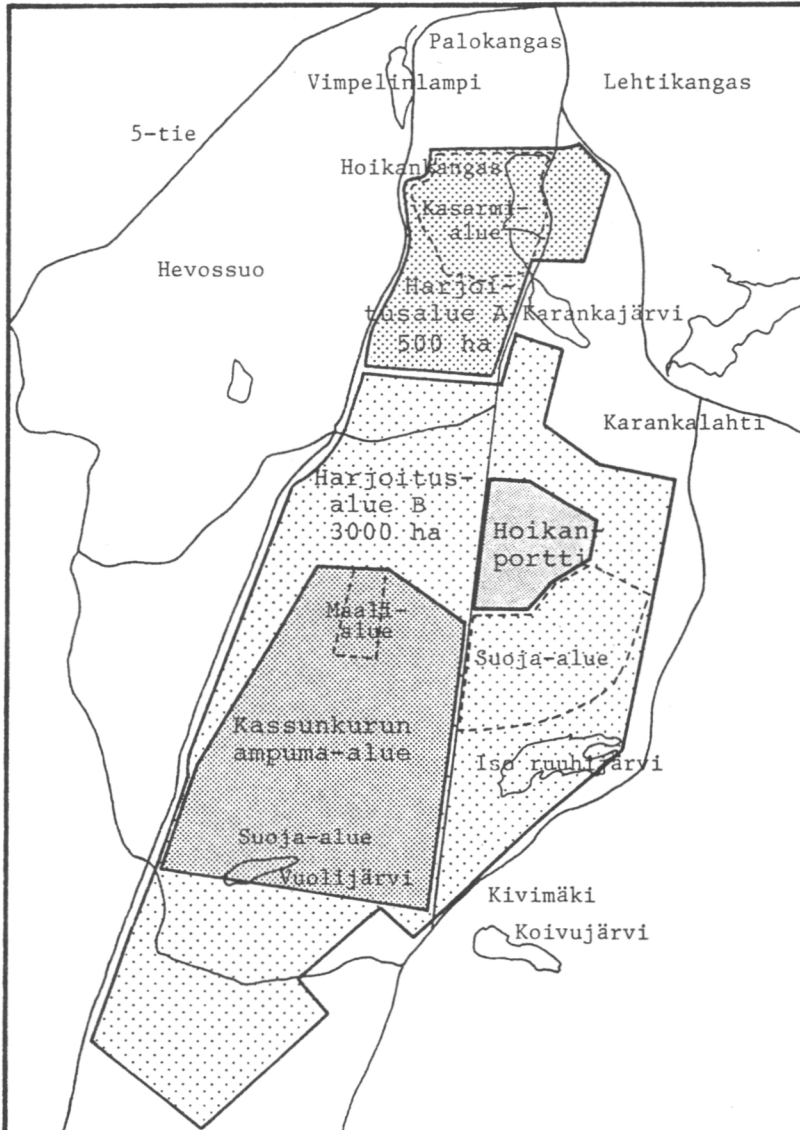 Palokangas
Vimpelinlampi
Lehtikangas
5-tie
Hoikankangas
Kasarmi-
alue
Hevossuo
Harjoi-
tusalue A
500 ha
Karankajärvi
Karankalahti
Harjoitus-
alue B
3000 ha
Hoikan-
portti
Maali-
alue
Suoja-alue
Kassunkurun
ampuma-alue
Iso ruuhijärvi
Suoja-alue
Vuolijärvi
Kivimäki
Koivujärvi